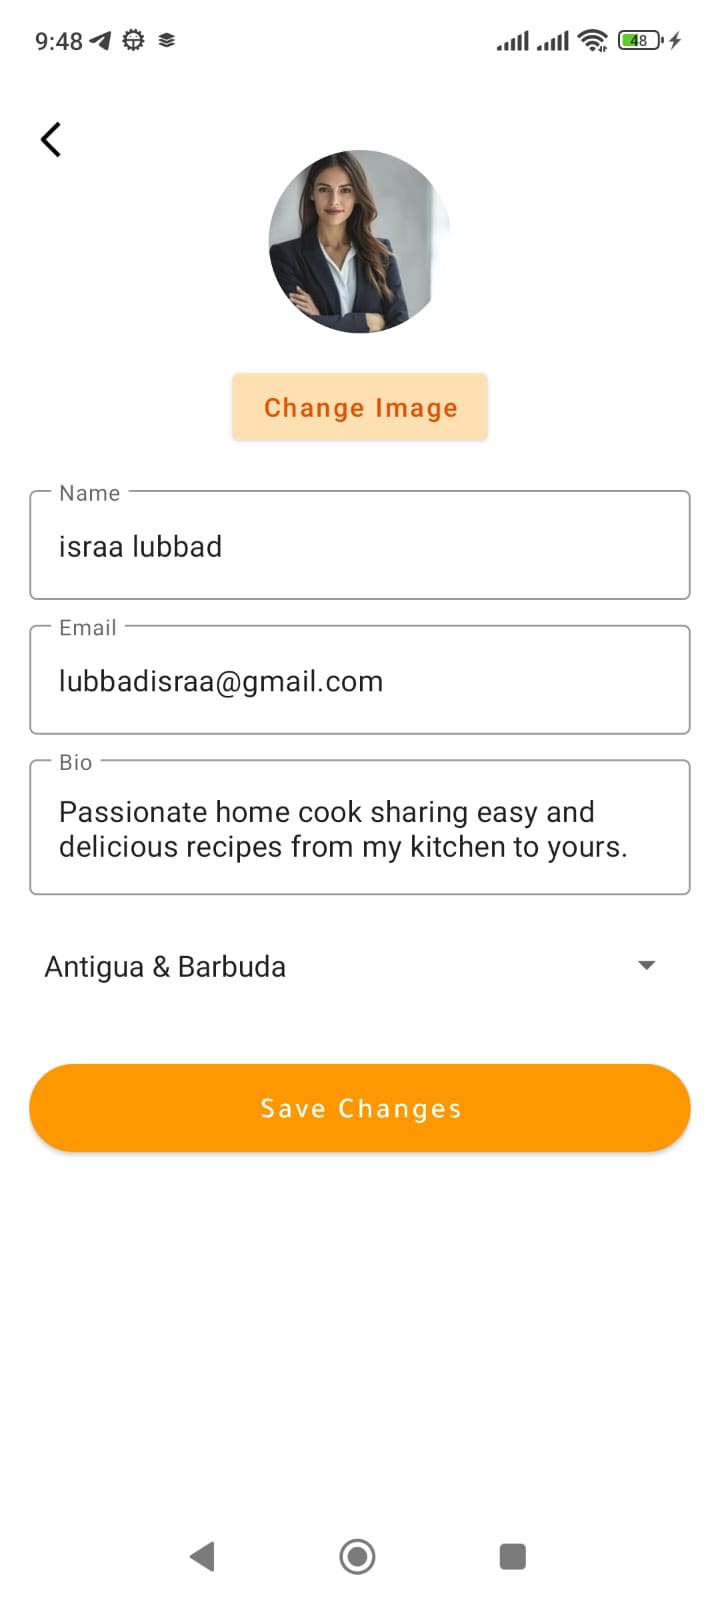 9:48
48
Change Image
Name
israa lubbad
Email
lubbadisraa@gmail.com
Bio
Passionate home cook sharing easy and
delicious recipes from my kitchen to yours.
Antigua & Barbuda
Save Changes